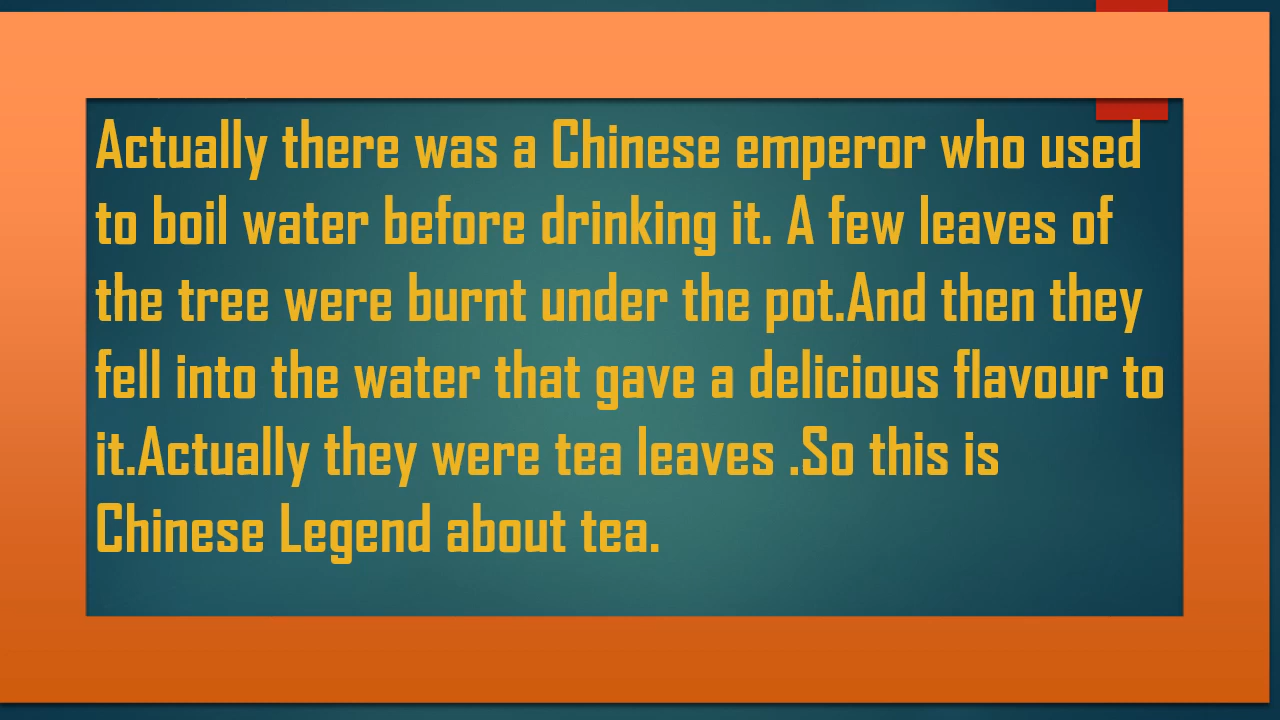 Actually there was a Chinese emperor who used
to boil water before drinking it. A few leaves of
the tree were burnt under the pot.And then they
fell into the water that gave a delicious flavour to
it.Actually they were tea leaves .So this is
Chinese Legend about tea.